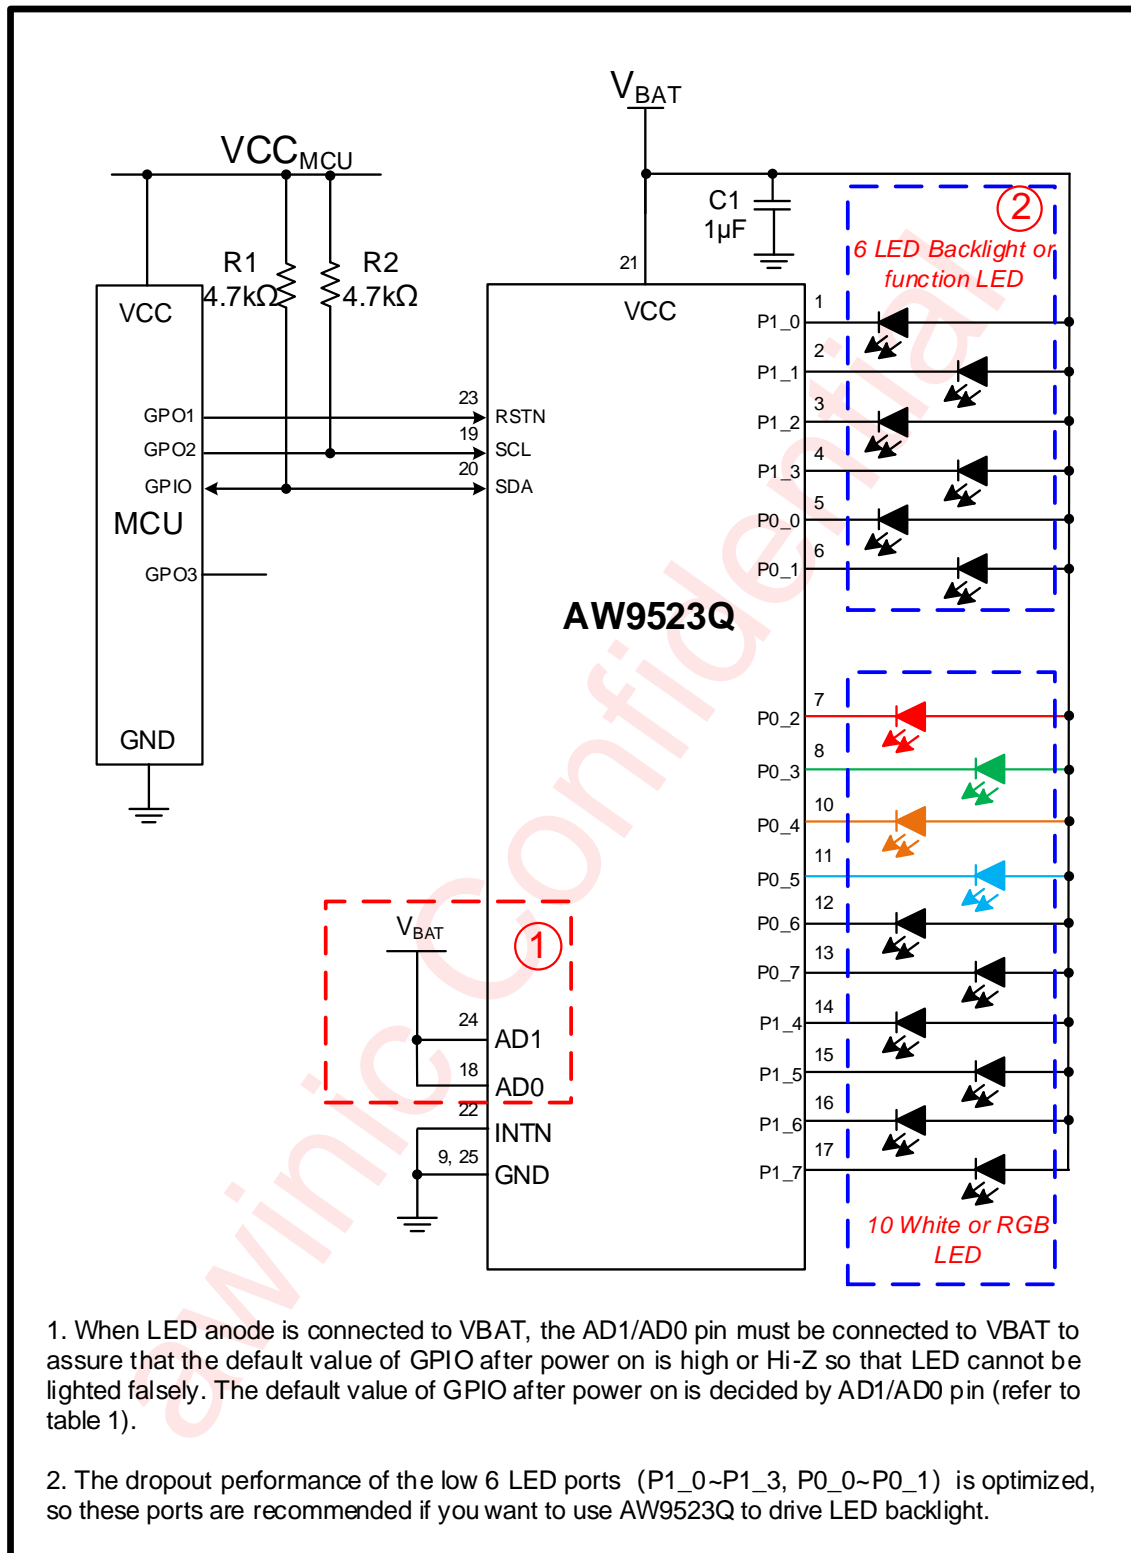 V_BAT
VCC_MCU
C1
1µF
2
6 LED Backlight or
function LED
R1
4.7kΩ
R2
4.7kΩ
21
VCC
VCC
1
P1_0
2
P1_1
3
P1_2
4
P1_3
5
P0_0
6
P0_1
GPO1
23
RSTN
GPO2
19
SCL
GPIO
20
SDA
MCU
GPO3
AW9523Q
GND
7
P0_2
8
P0_3
10
P0_4
11
P0_5
12
P0_6
13
P0_7
14
P1_4
15
P1_5
16
P1_6
17
P1_7
V_BAT
1
24
AD1
18
AD0
22
INTN
9, 25
GND
10 White or RGB
LED
awinic Confidential
1. When LED anode is connected to VBAT, the AD1/AD0 pin must be connected to VBAT to
assure that the default value of GPIO after power on is high or Hi-Z so that LED cannot be
lighted falsely. The default value of GPIO after power on is decided by AD1/AD0 pin (refer to
table 1).
2. The dropout performance of the low 6 LED ports (P1_0~P1_3, P0_0~P0_1) is optimized,
so these ports are recommended if you want to use AW9523Q to drive LED backlight.